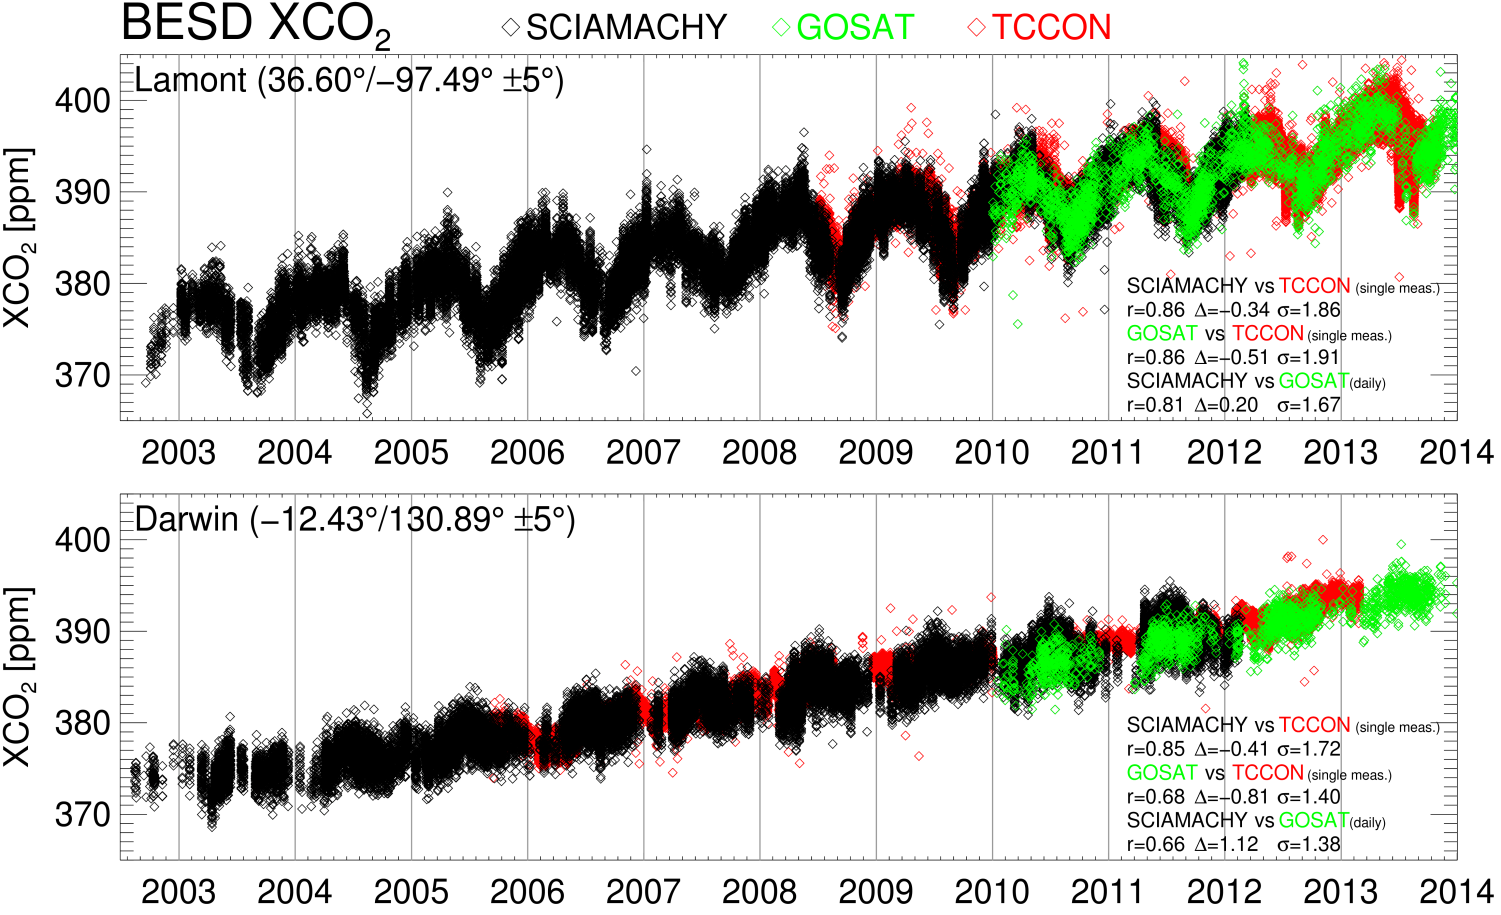 BESD XCO₂ SCIAMACHY GOSAT TCCON
Lamont (36.60°/−97.49° ±5°)
XCO₂ [ppm]
400
390
380
370
SCIAMACHY vs TCCON (single meas.)
r=0.86 Δ=−0.34 σ=1.86
GOSAT vs TCCON (single meas.)
r=0.86 Δ=−0.51 σ=1.91
SCIAMACHY vs GOSAT (daily)
r=0.81 Δ=0.20 σ=1.67
2003 2004 2005 2006 2007 2008 2009 2010 2011 2012 2013 2014
Darwin (−12.43°/130.89° ±5°)
XCO₂ [ppm]
400
390
380
370
SCIAMACHY vs TCCON (single meas.)
r=0.85 Δ=−0.41 σ=1.72
GOSAT vs TCCON (single meas.)
r=0.68 Δ=−0.81 σ=1.40
SCIAMACHY vs GOSAT (daily)
r=0.66 Δ=1.12 σ=1.38
2003 2004 2005 2006 2007 2008 2009 2010 2011 2012 2013 2014